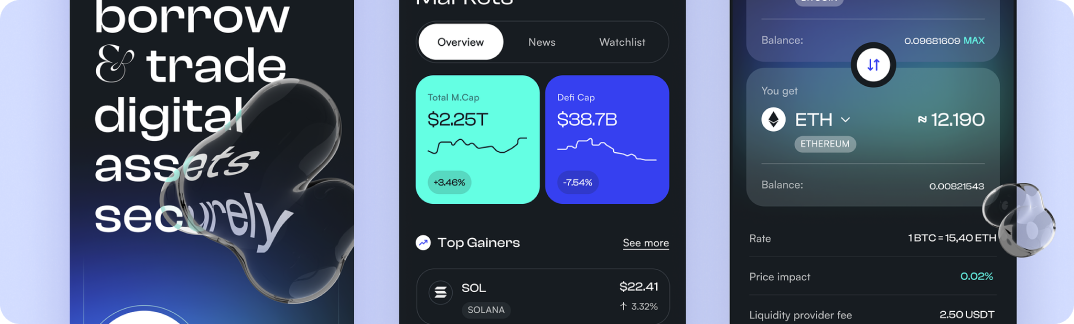 borrow
& trade
digital
assets
securely
Markets
Overview News Watchlist
Total M.Cap
$2.25T
+3.46%
Defi Cap
$38.7B
-7.54%
Top Gainers See more
SOL $22.41
SOLANA ↑ 3.32%
BITCOIN
Balance: 0.09681609 MAX
You get
ETH ≈ 12.190
ETHEREUM
Balance: 0.00821543
Rate 1 BTC = 15,40 ETH
Price impact 0.02%
Liquidity provider fee 2.50 USDT